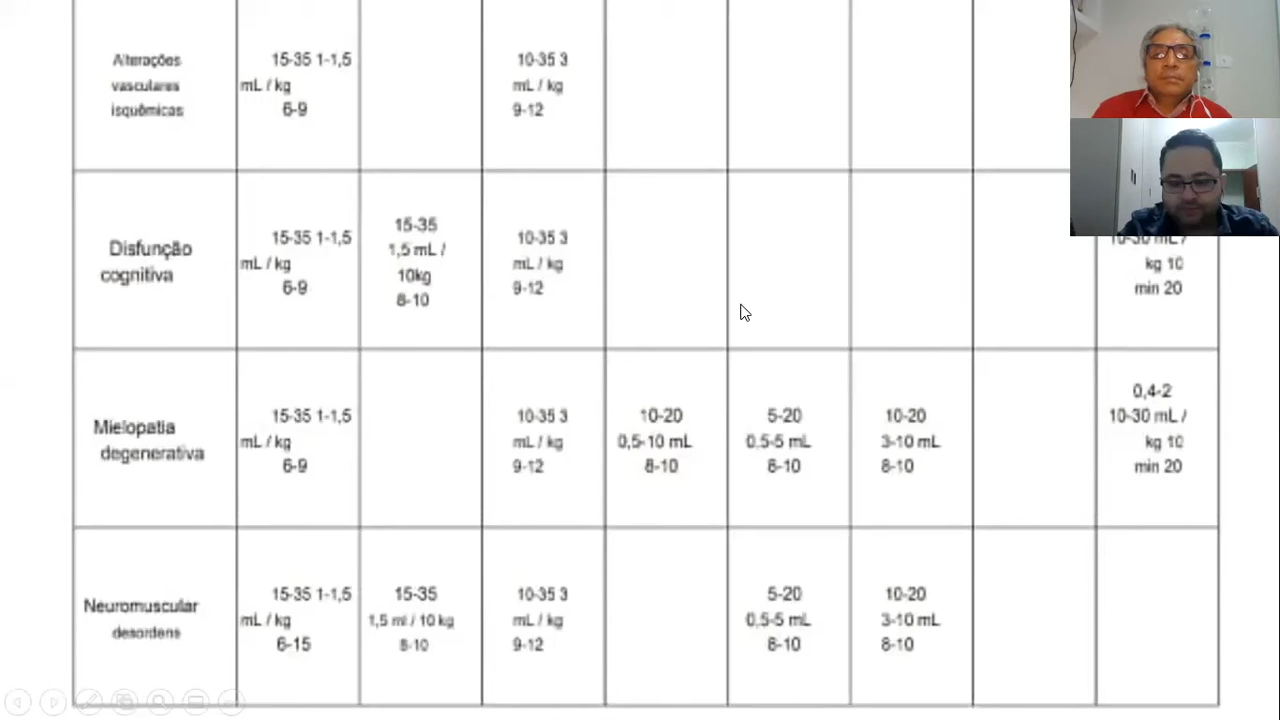 Alterações
vasculares
isquêmicas
15-35 1-1,5
mL / kg
6-9
10-35 3
mL / kg
9-12
Disfunção
cognitiva
15-35 1-1,5
mL / kg
6-9
15-35
1,5 mL /
10kg
8-10
10-35 3
mL / kg
9-12
10-30 mL /
kg 10
min 20
Mielopatia
degenerativa
15-35 1-1,5
mL / kg
6-9
10-35 3
mL / kg
9-12
10-20
0,5-10 mL
8-10
5-20
0.5-5 mL
8-10
10-20
3-10 mL
8-10
0,4-2
10-30 mL /
kg 10
min 20
Neuromuscular
desordens
15-35 1-1,5
mL / kg
6-15
15-35
1,5 ml / 10 kg
8-10
10-35 3
mL / kg
9-12
5-20
0.5-5 mL
8-10
10-20
3-10 mL
8-10